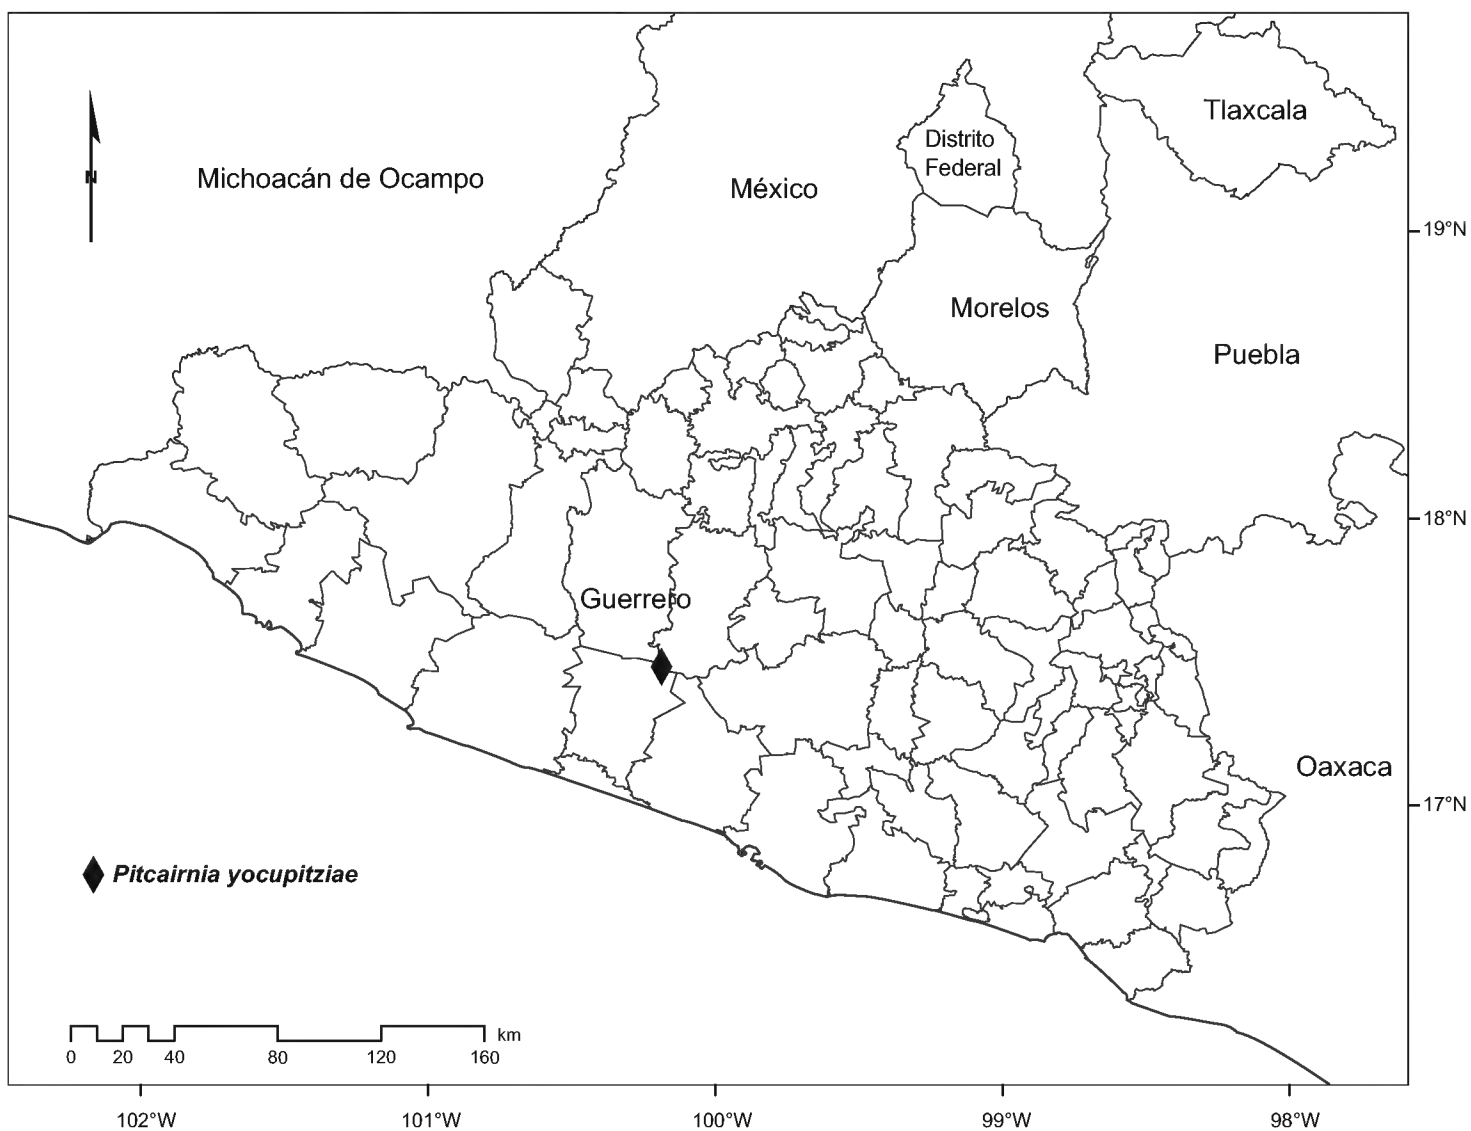 Tlaxcala
Distrito
Federal
Michoacán de Ocampo
México
19°N
Morelos
Puebla
18°N
Guerrero
Oaxaca
17°N
Pitcairnia yocupitziae
N
km
0 20 40 80 120 160
102°W 101°W 100°W 99°W 98°W